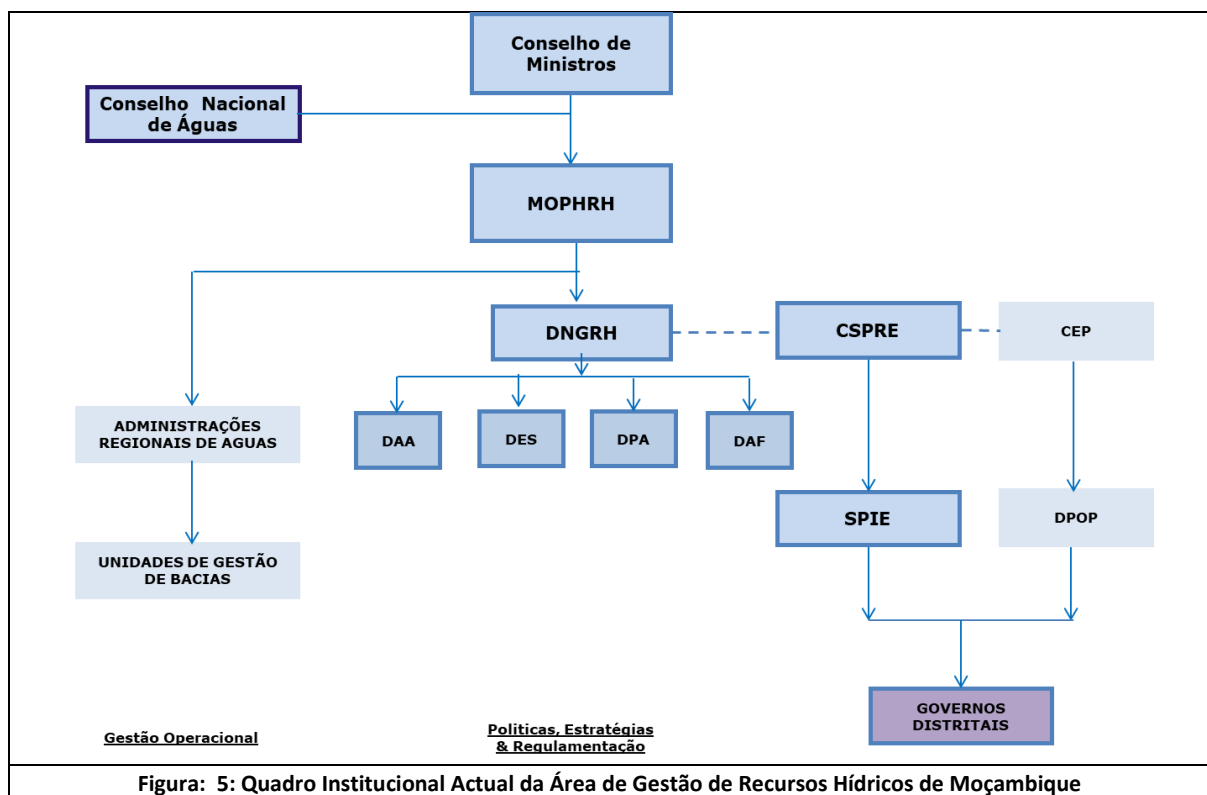 Conselho de
Ministros
Conselho Nacional
de Águas
MOPHRH
DNGRH
CSPRE
CEP
ADMINISTRAÇÕES
REGIONAIS DE AGUAS
DAA
DES
DPA
DAF
SPIE
DPOP
UNIDADES DE GESTÃO
DE BACIAS
GOVERNOS
DISTRITAIS
Gestão Operacional
Politicas, Estratégias
& Regulamentação
Figura: 5: Quadro Institucional Actual da Área de Gestão de Recursos Hídricos de Moçambique